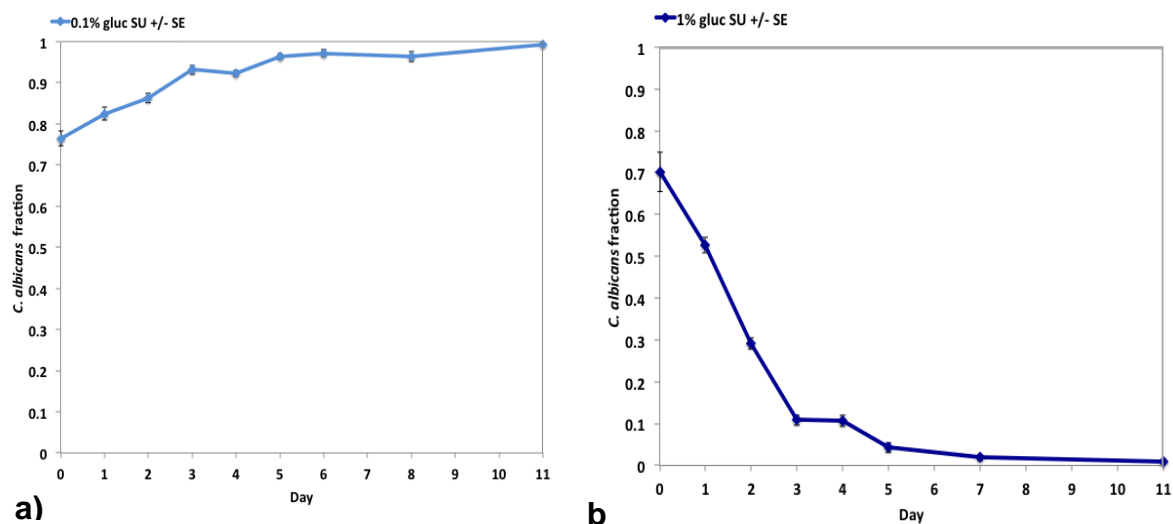 0.1% gluc SU +/- SE
1
0.9
0.8
0.7
0.6
0.5
0.4
0.3
0.2
0.1
0
C. albicans fraction
0 1 2 3 4 5 6 7 8 9 10 11
Day
a)
1% gluc SU +/- SE
1
0.9
0.8
0.7
0.6
0.5
0.4
0.3
0.2
0.1
0
C. albicans fraction
0 1 2 3 4 5 6 7 8 9 10 11
Day
b